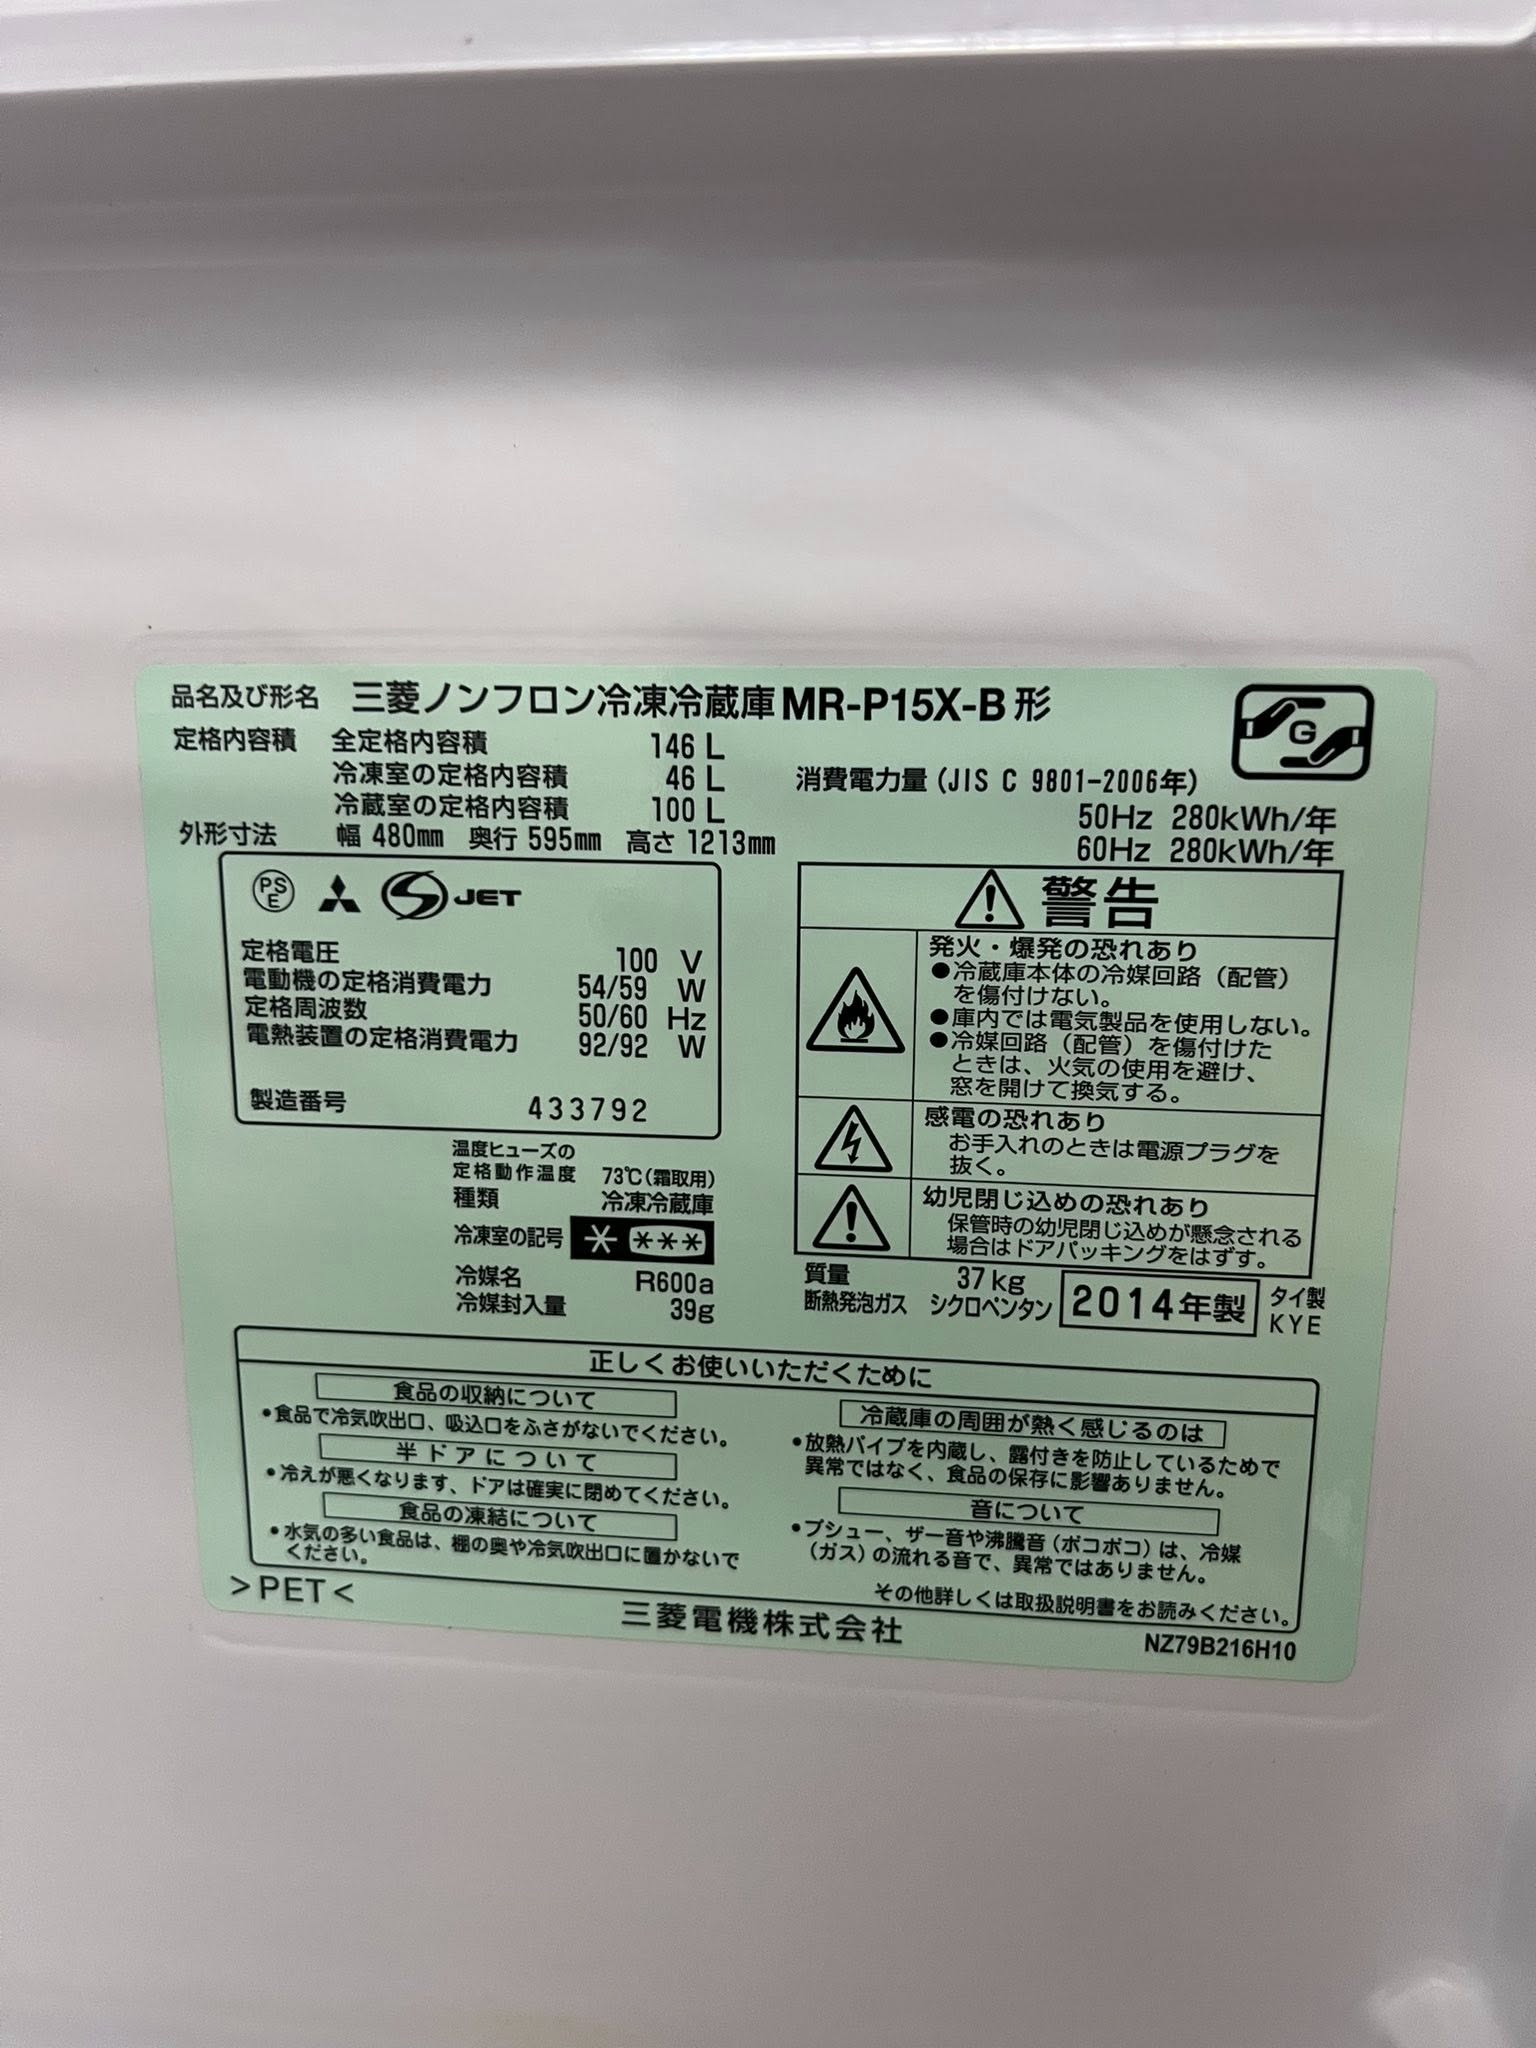 品名及び形名 三菱ノンフロン冷凍冷蔵庫MR-P15X-B形
G
定格内容積 全定格内容積 146 L
冷凍室の定格内容積 46 L
冷蔵室の定格内容積 100 L
外形寸法 幅 480mm 奥行 595mm 高さ 1213mm
消費電力量 (JIS C 9801-2006年)
50Hz 280kWh/年
60Hz 280kWh/年
PSE JET
定格電圧 100 V
電動機の定格消費電力 54/59 W
定格周波数 50/60 Hz
電熱装置の定格消費電力 92/92 W
製造番号 433792
温度ヒューズの
定格動作温度 73℃(霜取用)
種類 冷凍冷蔵庫
冷凍室の記号 * ***
冷媒名 R600a
冷媒封入量 39g
警告
発火・爆発の恐れあり
●冷蔵庫本体の冷媒回路(配管)
を傷付けない。
●庫内では電気製品を使用しない。
●冷媒回路(配管)を傷付けた
ときは、火気の使用を避け、
窓を開けて換気する。
感電の恐れあり
お手入れのときは電源プラグを
抜く。
幼児閉じ込めの恐れあり
保管時の幼児閉じ込めが懸念される
場合はドアパッキングをはずす。
質量 37kg
断熱発泡ガス シクロペンタン
2014年製
タイ製
KYE
正しくお使いいただくために
食品の収納について
•食品で冷気吹出口、吸込口をふさがないでください。
半ドアについて
•冷えが悪くなります、ドアは確実に閉めてください。
食品の凍結について
•水気の多い食品は、棚の奥や冷気吹出口に置かないで
ください。
冷蔵庫の周囲が熱く感じるのは
•放熱パイプを内蔵し、露付きを防止しているためで
異常ではなく、食品の保存に影響ありません。
音について
•プシュー、ザー音や沸騰音(ボコボコ)は、冷媒
(ガス)の流れる音で、異常ではありません。
その他詳しくは取扱説明書をお読みください。
>PET<
三菱電機株式会社
NZ79B216H10